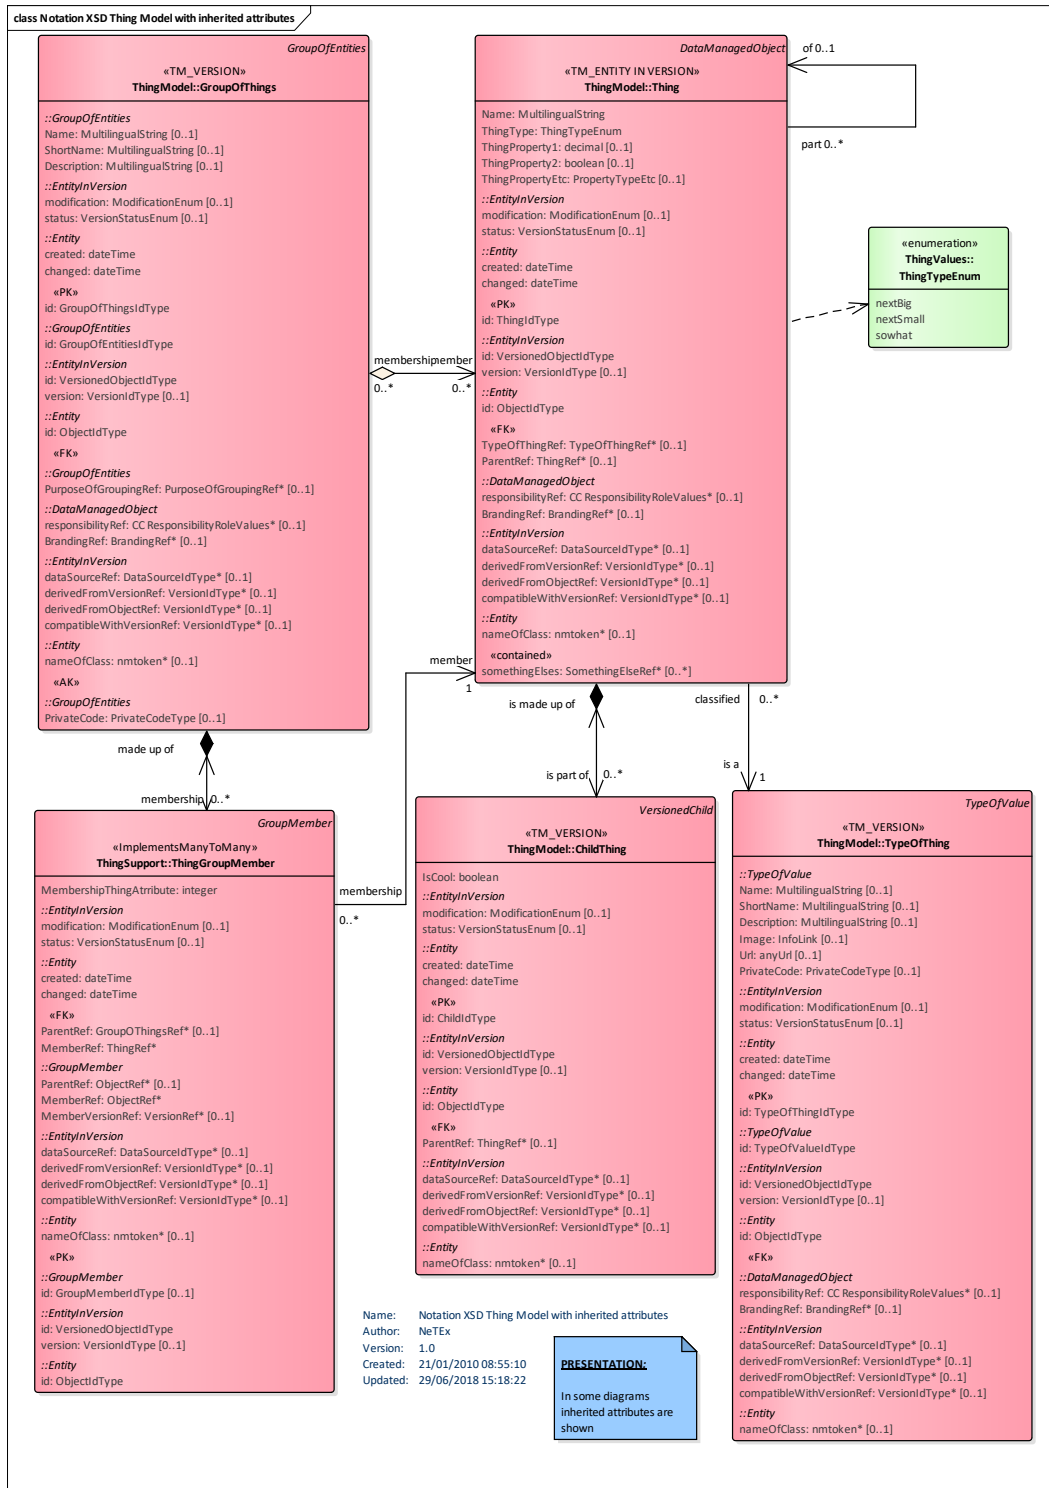 class Notation XSD Thing Model with inherited attributes
GroupOfEntities
«TM_VERSION»
ThingModel::GroupOfThings
::GroupOfEntities
Name: MultilingualString [0..1]
ShortName: MultilingualString [0..1]
Description: MultilingualString [0..1]
::EntityInVersion
modification: ModificationEnum [0..1]
status: VersionStatusEnum [0..1]
::Entity
created: dateTime
changed: dateTime
«PK»
id: GroupOfThingsIdType
::GroupOfEntities
id: GroupOfEntitiesIdType
::EntityInVersion
id: VersionedObjectIdType
version: VersionIdType [0..1]
::Entity
id: ObjectIdType
«FK»
::GroupOfEntities
PurposeOfGroupingRef: PurposeOfGroupingRef* [0..1]
::DataManagedObject
responsibilityRef: CC ResponsibilityRoleValues* [0..1]
BrandingRef: BrandingRef* [0..1]
::EntityInVersion
dataSourceRef: DataSourceIdType* [0..1]
derivedFromVersionRef: VersionIdType* [0..1]
derivedFromObjectRef: VersionIdType* [0..1]
compatibleWithVersionRef: VersionIdType* [0..1]
::Entity
nameOfClass: nmtoken* [0..1]
«AK»
::GroupOfEntities
PrivateCode: PrivateCodeType [0..1]
DataManagedObject
«TM_ENTITY IN VERSION»
ThingModel::Thing
Name: MultilingualString
ThingType: ThingTypeEnum
ThingProperty1: decimal [0..1]
ThingProperty2: boolean [0..1]
ThingPropertyEtc: PropertyTypeEtc [0..1]
::EntityInVersion
modification: ModificationEnum [0..1]
status: VersionStatusEnum [0..1]
::Entity
created: dateTime
changed: dateTime
«PK»
id: ThingIdType
::EntityInVersion
id: VersionedObjectIdType
version: VersionIdType [0..1]
::Entity
id: ObjectIdType
«FK»
TypeOfThingRef: TypeOfThingRef* [0..1]
ParentRef: ThingRef* [0..1]
::DataManagedObject
responsibilityRef: CC ResponsibilityRoleValues* [0..1]
BrandingRef: BrandingRef* [0..1]
::EntityInVersion
dataSourceRef: DataSourceIdType* [0..1]
derivedFromVersionRef: VersionIdType* [0..1]
derivedFromObjectRef: VersionIdType* [0..1]
compatibleWithVersionRef: VersionIdType* [0..1]
::Entity
nameOfClass: nmtoken* [0..1]
«contained»
somethingElses: SomethingElseRef* [0..*]
of 0..1
part 0..*
«enumeration»
ThingValues::
ThingTypeEnum
nextBig
nextSmall
sowhat
membership
member
0..*
0..*
member
1
is made up of
classified
0..*
made up of
is part of
0..*
is a
1
membership
0..*
membership
0..*
GroupMember
«ImplementsManyToMany»
ThingSupport::ThingGroupMember
MembershipThingAtrribute: integer
::EntityInVersion
modification: ModificationEnum [0..1]
status: VersionStatusEnum [0..1]
::Entity
created: dateTime
changed: dateTime
«FK»
ParentRef: GroupOThingsRef* [0..1]
MemberRef: ThingRef*
::GroupMember
ParentRef: ObjectRef* [0..1]
MemberRef: ObjectRef*
MemberVersionRef: VersionRef* [0..1]
::EntityInVersion
dataSourceRef: DataSourceIdType* [0..1]
derivedFromVersionRef: VersionIdType* [0..1]
derivedFromObjectRef: VersionIdType* [0..1]
compatibleWithVersionRef: VersionIdType* [0..1]
::Entity
nameOfClass: nmtoken* [0..1]
«PK»
::GroupMember
id: GroupMemberIdType [0..1]
::EntityInVersion
id: VersionedObjectIdType
version: VersionIdType [0..1]
::Entity
id: ObjectIdType
VersionedChild
«TM_VERSION»
ThingModel::ChildThing
IsCool: boolean
::EntityInVersion
modification: ModificationEnum [0..1]
status: VersionStatusEnum [0..1]
::Entity
created: dateTime
changed: dateTime
«PK»
id: ChildIdType
::EntityInVersion
id: VersionedObjectIdType
version: VersionIdType [0..1]
::Entity
id: ObjectIdType
«FK»
ParentRef: ThingRef* [0..1]
::EntityInVersion
dataSourceRef: DataSourceIdType* [0..1]
derivedFromVersionRef: VersionIdType* [0..1]
derivedFromObjectRef: VersionIdType* [0..1]
compatibleWithVersionRef: VersionIdType* [0..1]
::Entity
nameOfClass: nmtoken* [0..1]
TypeOfValue
«TM_VERSION»
ThingModel::TypeOfThing
::TypeOfValue
Name: MultilingualString [0..1]
ShortName: MultilingualString [0..1]
Description: MultilingualString [0..1]
Image: InfoLink [0..1]
Url: anyUrl [0..1]
PrivateCode: PrivateCodeType [0..1]
::EntityInVersion
modification: ModificationEnum [0..1]
status: VersionStatusEnum [0..1]
::Entity
created: dateTime
changed: dateTime
«PK»
id: TypeOfThingIdType
::TypeOfValue
id: TypeOfValueIdType
::EntityInVersion
id: VersionedObjectIdType
version: VersionIdType [0..1]
::Entity
id: ObjectIdType
«FK»
::DataManagedObject
responsibilityRef: CC ResponsibilityRoleValues* [0..1]
BrandingRef: BrandingRef* [0..1]
::EntityInVersion
dataSourceRef: DataSourceIdType* [0..1]
derivedFromVersionRef: VersionIdType* [0..1]
derivedFromObjectRef: VersionIdType* [0..1]
compatibleWithVersionRef: VersionIdType* [0..1]
::Entity
nameOfClass: nmtoken* [0..1]
Name: Notation XSD Thing Model with inherited attributes
Author: NeTEx
Version: 1.0
Created: 21/01/2010 08:55:10
Updated: 29/06/2018 15:18:22
PRESENTATION:
In some diagrams
inherited attributes are
shown